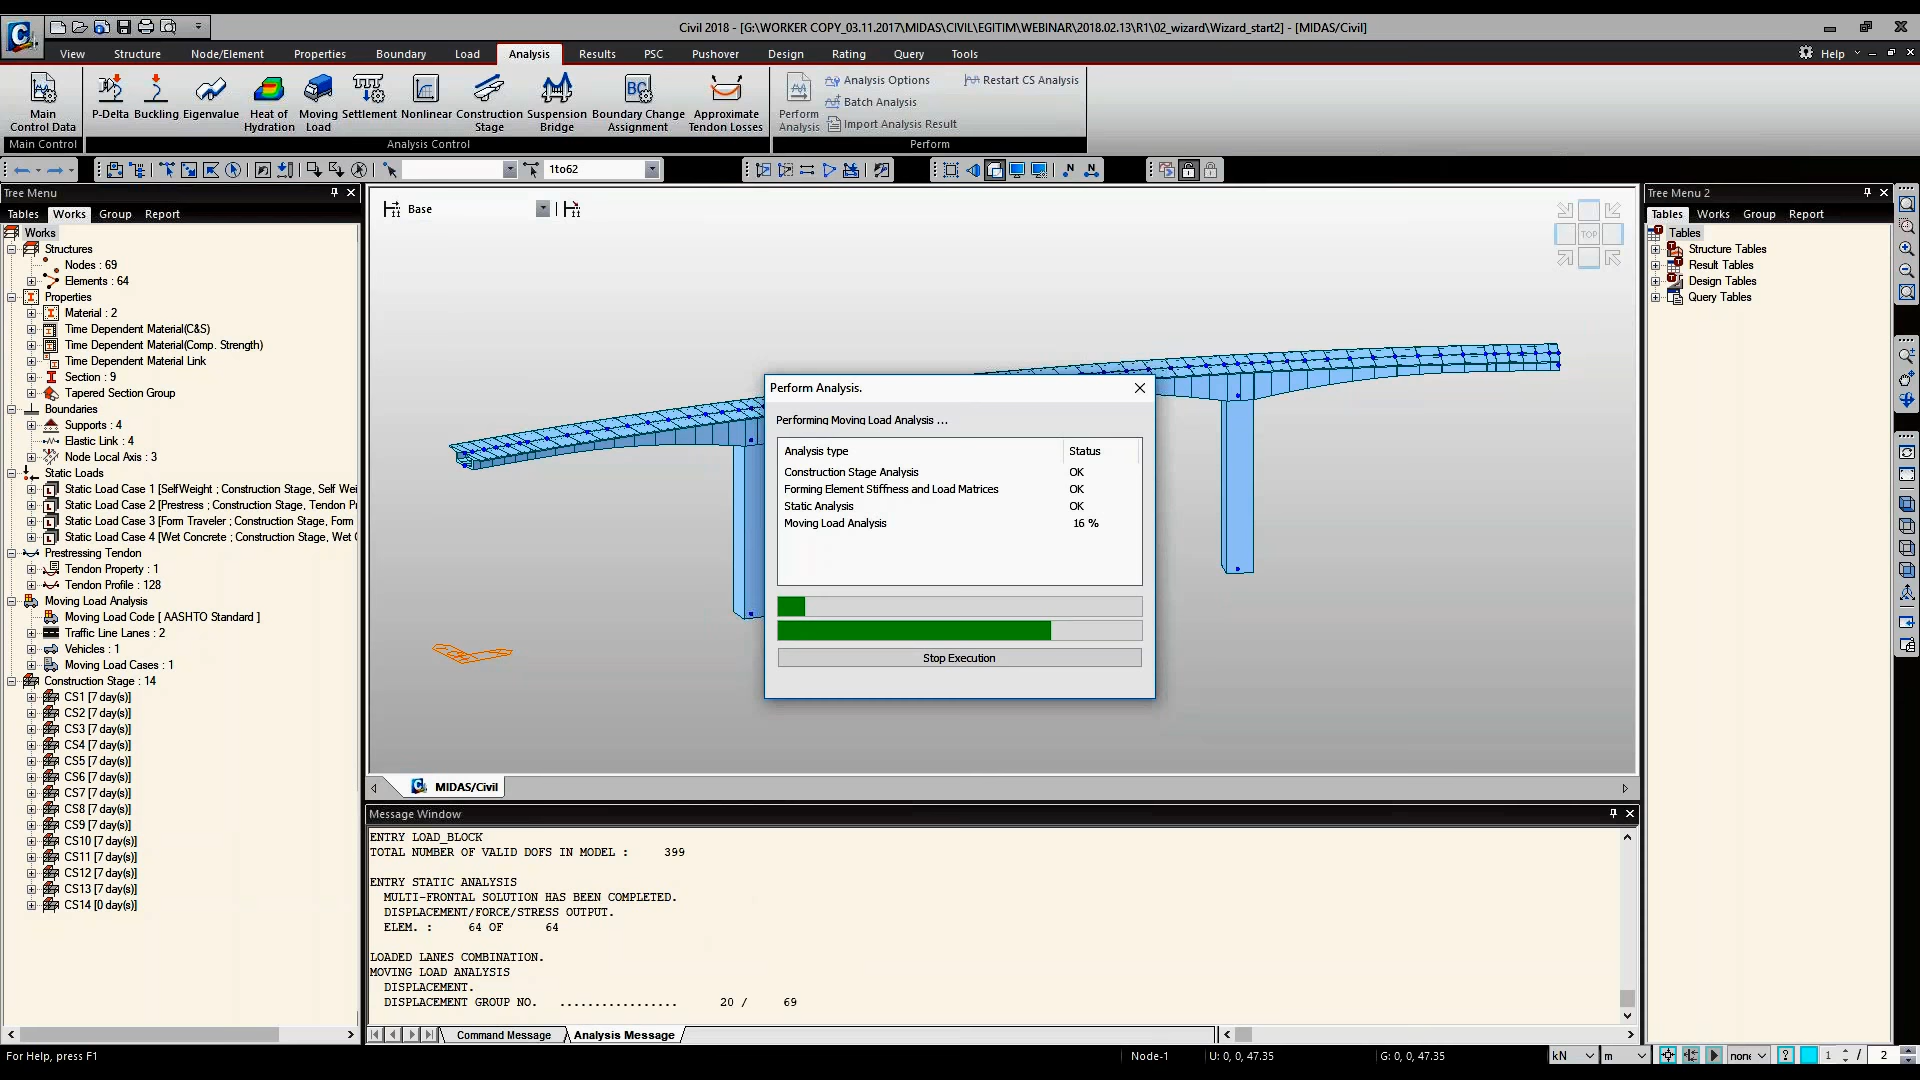 Civil 2018 - [G:\WORKER COPY_03.11.2017\MIDAS\CIVIL\EGITIM\WEBINAR\2018.02.13\R1\02_wizard\Wizard_start2] - [MIDAS/Civil]
View Structure Node/Element Properties Boundary Load Analysis Results PSC Pushover Design Rating Query Tools Help
Main Control Data
P-Delta
Buckling
Eigenvalue
Heat of Hydration
Moving Load
Settlement
Nonlinear
Construction Stage
Suspension Bridge
Boundary Change Assignment
Approximate Tendon Losses
Perform Analysis
Analysis Options
Batch Analysis
Import Analysis Result
Restart CS Analysis
Main Control
Analysis Control
Perform
1to62
Tree Menu
Tables Works Group Report
Works
Structures
Nodes : 69
Elements : 64
Properties
Material : 2
Time Dependent Material(C&S)
Time Dependent Material(Comp. Strength)
Time Dependent Material Link
Section : 9
Tapered Section Group
Boundaries
Supports : 4
Elastic Link : 4
Node Local Axis : 3
Static Loads
Static Load Case 1 [SelfWeight ; Construction Stage, Self Wei
Static Load Case 2 [Prestress ; Construction Stage, Tendon P
Static Load Case 3 [Form Traveler ; Construction Stage, Form
Static Load Case 4 [Wet Concrete ; Construction Stage, Wet C
Prestressing Tendon
Tendon Property : 1
Tendon Profile : 128
Moving Load Analysis
Moving Load Code [ AASHTO Standard ]
Traffic Line Lanes : 2
Vehicles : 1
Moving Load Cases : 1
Construction Stage : 14
CS1 [7 day(s)]
CS2 [7 day(s)]
CS3 [7 day(s)]
CS4 [7 day(s)]
CS5 [7 day(s)]
CS6 [7 day(s)]
CS7 [7 day(s)]
CS8 [7 day(s)]
CS9 [7 day(s)]
CS10 [7 day(s)]
CS11 [7 day(s)]
CS12 [7 day(s)]
CS13 [7 day(s)]
CS14 [0 day(s)]
Base
TOP
Perform Analysis.
Performing Moving Load Analysis ...
Analysis type Status
Construction Stage Analysis OK
Forming Element Stiffness and Load Matrices OK
Static Analysis OK
Moving Load Analysis 16 %
Stop Execution
MIDAS/Civil
Message Window
ENTRY LOAD_BLOCK
TOTAL NUMBER OF VALID DOFS IN MODEL : 399
ENTRY STATIC ANALYSIS
MULTI-FRONTAL SOLUTION HAS BEEN COMPLETED.
DISPLACEMENT/FORCE/STRESS OUTPUT.
ELEM. : 64 OF 64
LOADED LANES COMBINATION.
MOVING LOAD ANALYSIS
DISPLACEMENT.
DISPLACEMENT GROUP NO. ................ 20 / 69
Command Message Analysis Message
Tree Menu 2
Tables Works Group Report
Tables
Structure Tables
Result Tables
Design Tables
Query Tables
For Help, press F1
Node-1
U: 0, 0, 47.35
G: 0, 0, 47.35
kN
m
none
1 / 2